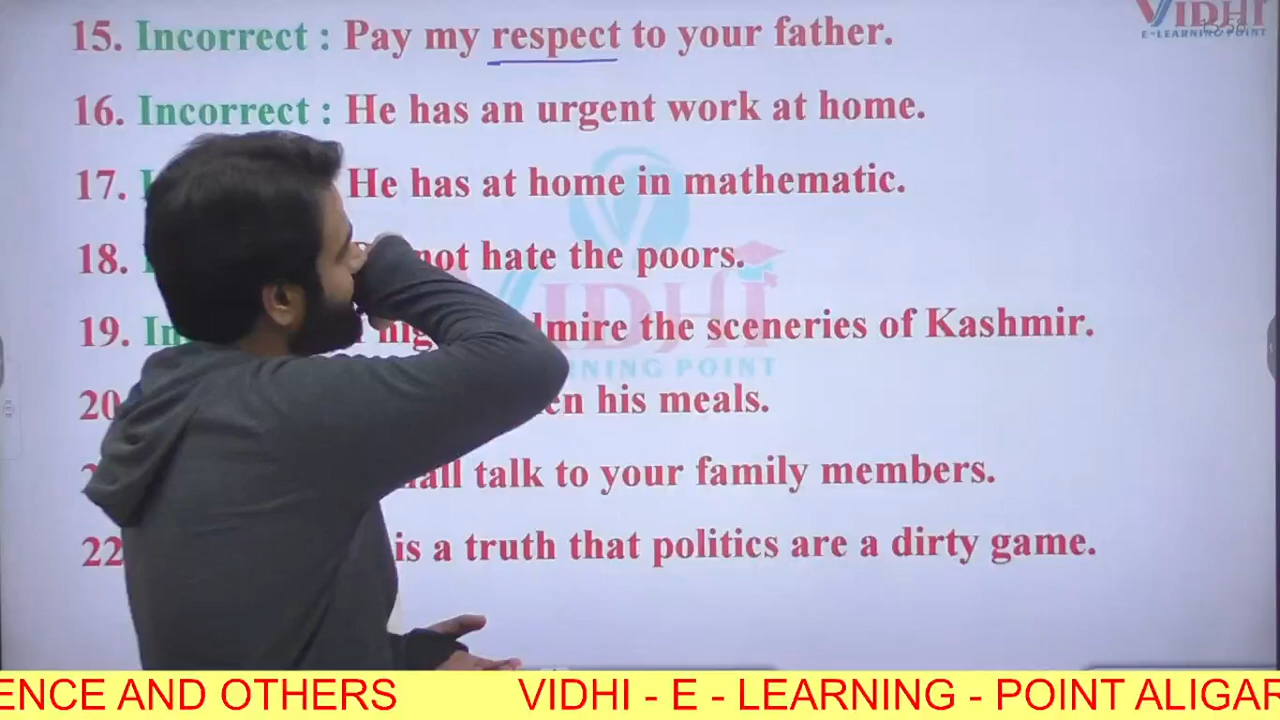 15. Incorrect : Pay my respect to your father.
VIDHI
E-LEARNING POINT
16. Incorrect : He has an urgent work at home.
17. He has at home in mathematic.
18. not hate the poors.
19. In the sceneries of Kashmir.
VIDHI
POINT
20 his meals.
talk to your family members.
22 is a truth that politics are a dirty game.
ENCE AND OTHERS VIDHI - E - LEARNING - POINT ALIGAR